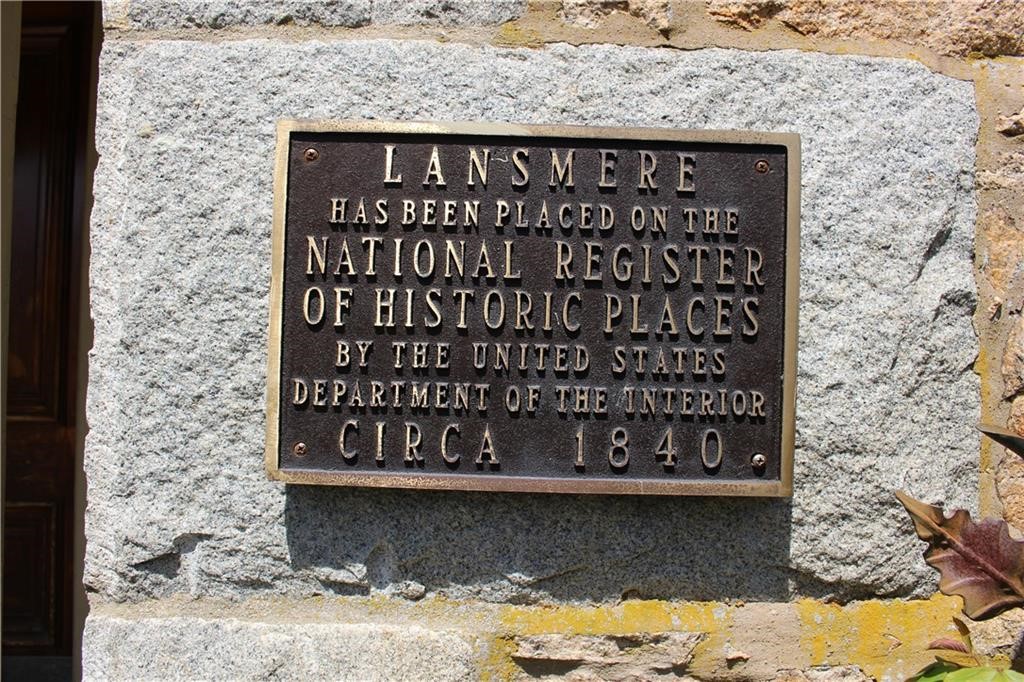 LANSMERE
HAS BEEN PLACED ON THE
NATIONAL REGISTER
OF HISTORIC PLACES
BY THE UNITED STATES
DEPARTMENT OF THE INTERIOR
CIRCA 1840